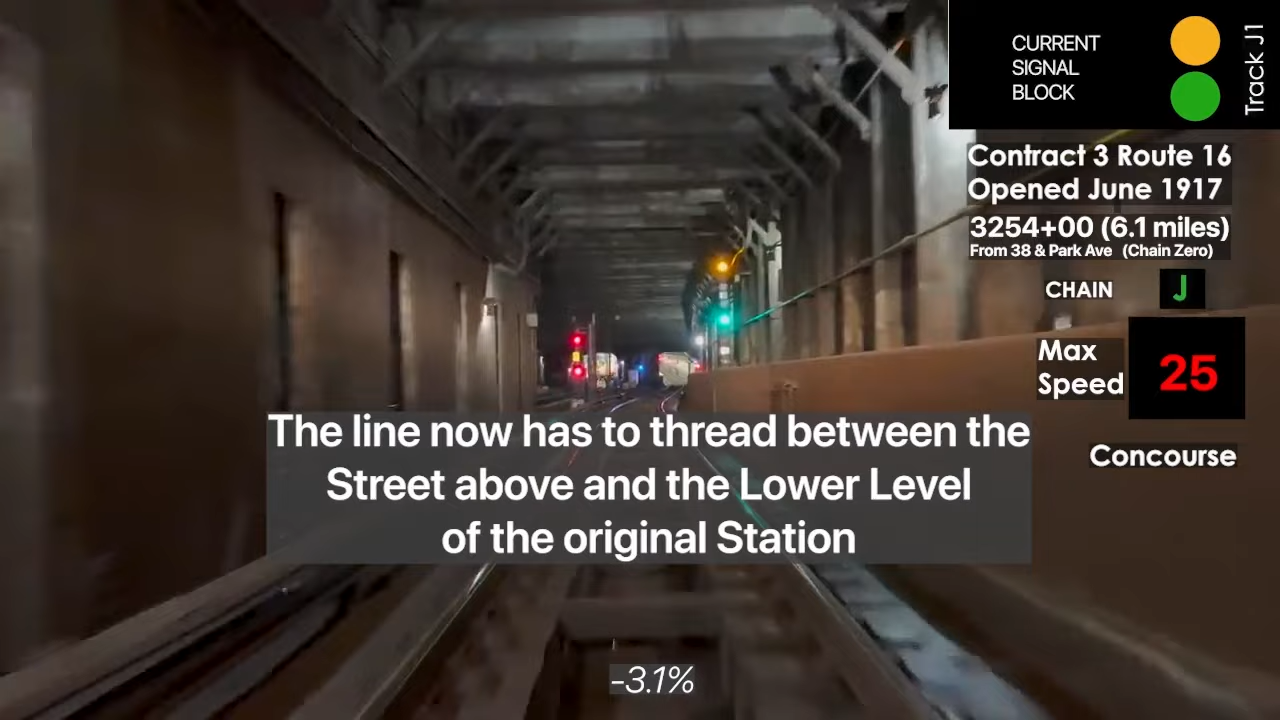 CURRENT
SIGNAL
BLOCK
Track J1
Contract 3 Route 16
Opened June 1917
3254+00 (6.1 miles)
From 38 & Park Ave (Chain Zero)
CHAIN J
Max
Speed
25
Concourse
The line now has to thread between the
Street above and the Lower Level
of the original Station
-3.1%